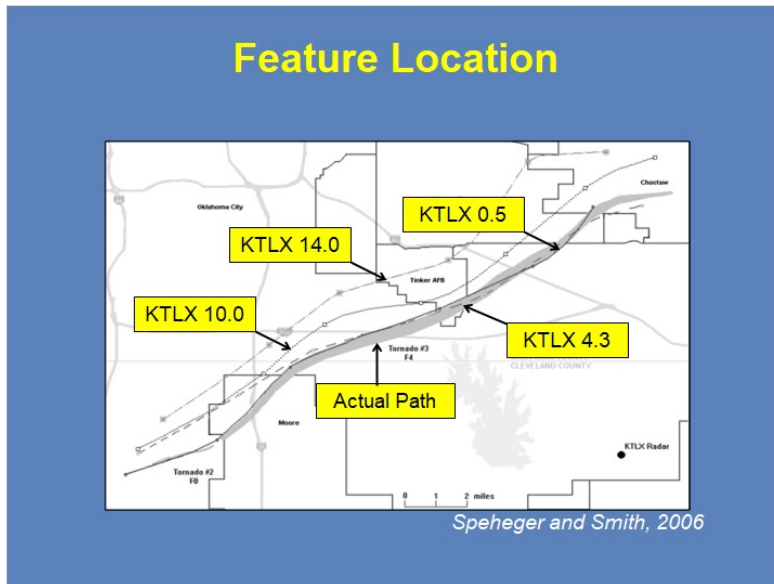 Feature Location
Choctaw
Oklahoma City
KTLX 0.5
KTLX 14.0
Tinker AFB
KTLX 10.0
KTLX 4.3
Tornado #3
F4
CLEVELAND COUNTY
Actual Path
Moore
KTLX Radar
Tornado #2
F0
0 1 2 miles
Speheger and Smith, 2006